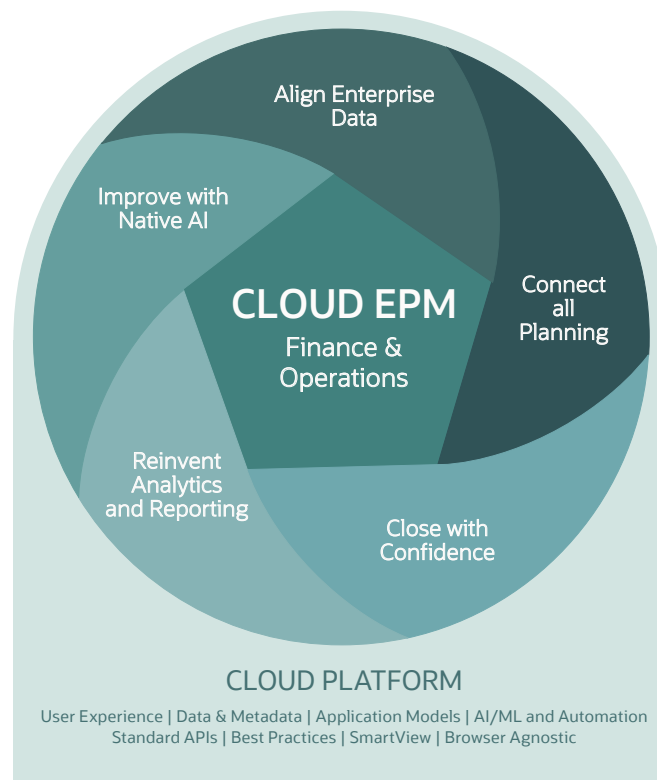 Align Enterprise
Data
Improve with
Native AI
Connect
all
Planning
CLOUD EPM
Finance &
Operations
Reinvent
Analytics
and Reporting
Close with
Confidence
CLOUD PLATFORM
User Experience | Data & Metadata | Application Models | AI/ML and Automation
Standard APIs | Best Practices | SmartView | Browser Agnostic